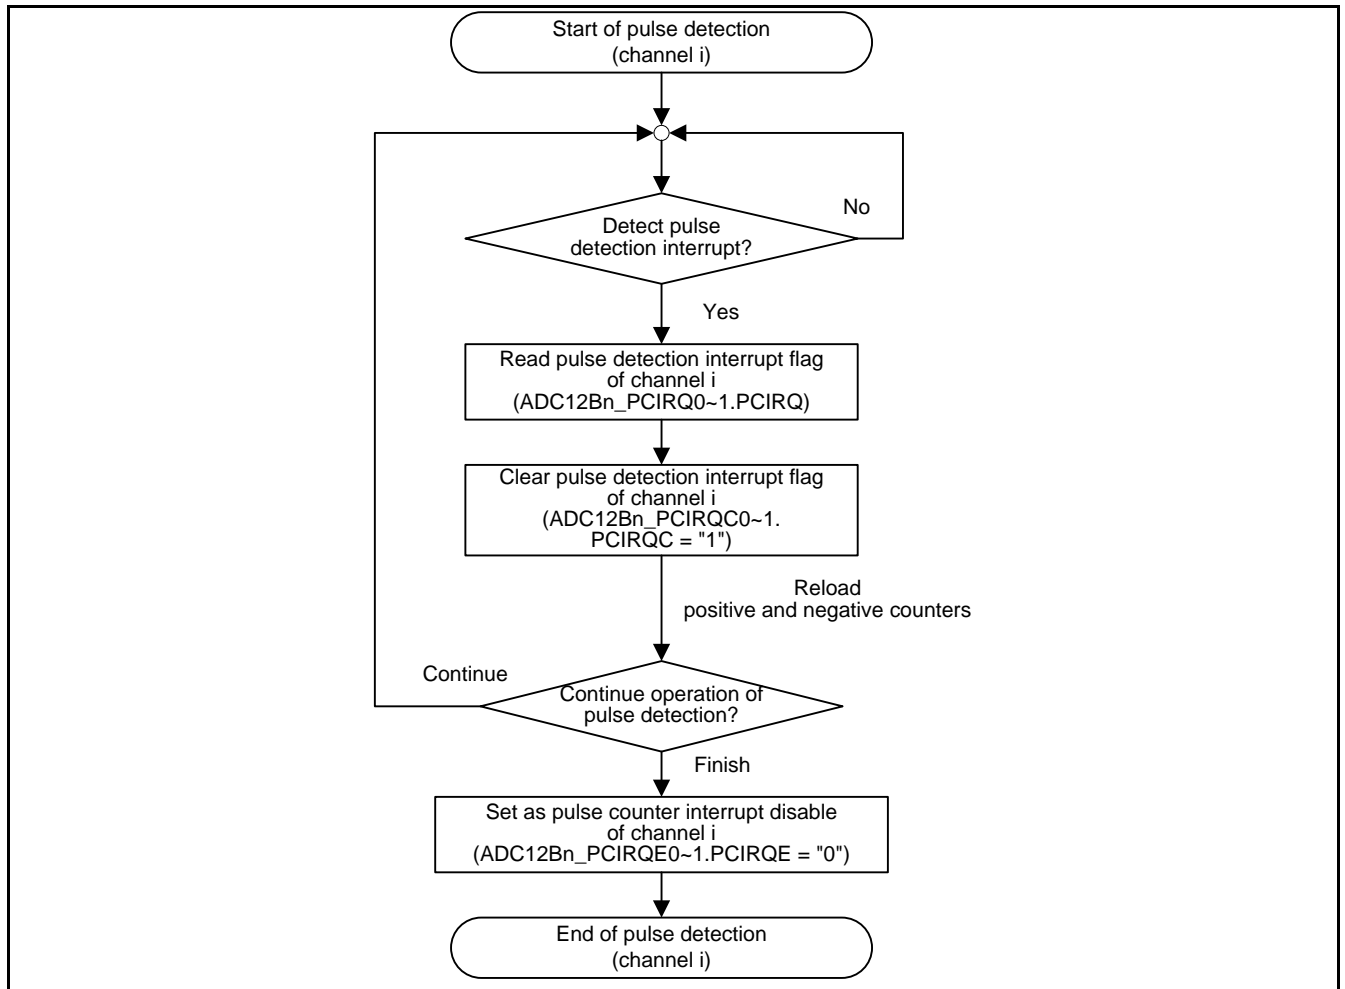 Start of pulse detection
(channel i)
No
Detect pulse
detection interrupt?
Yes
Read pulse detection interrupt flag
of channel i
(ADC12Bn_PCIRQ0~1.PCIRQ)
Clear pulse detection interrupt flag
of channel i
(ADC12Bn_PCIRQC0~1.
PCIRQC = "1")
Reload
positive and negative counters
Continue
Continue operation of
pulse detection?
Finish
Set as pulse counter interrupt disable
of channel i
(ADC12Bn_PCIRQE0~1.PCIRQE = "0")
End of pulse detection
(channel i)